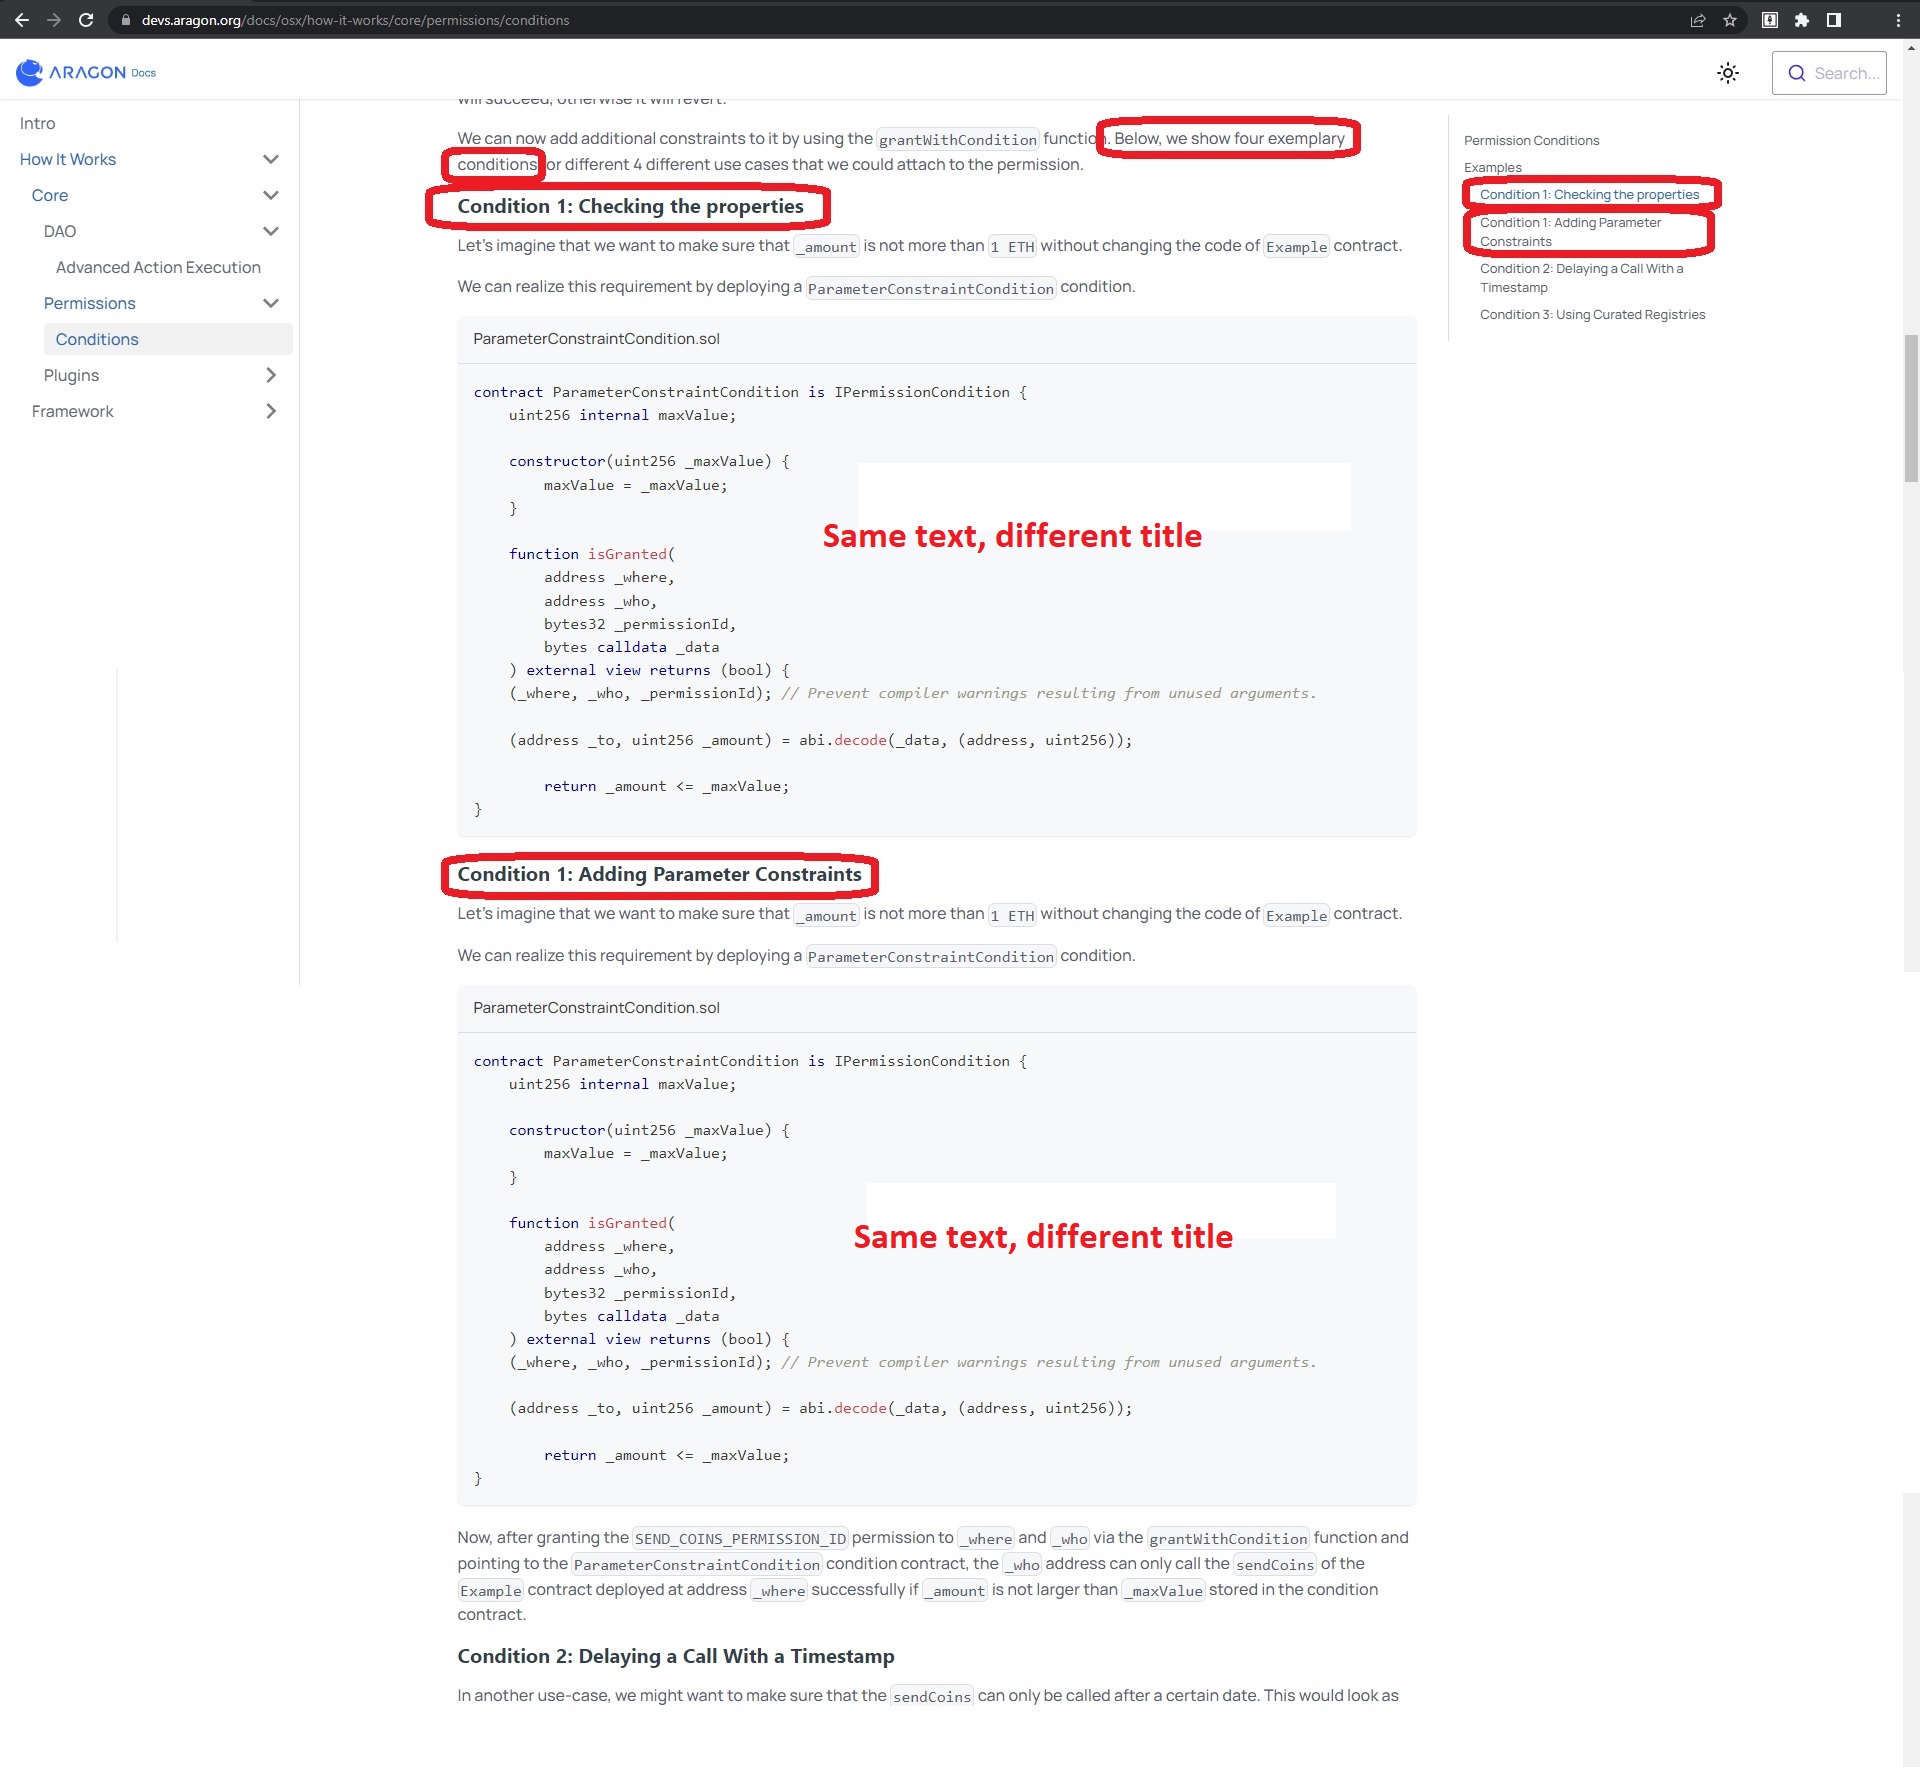 devs.aragon.org/docs/osx/how-it-works/core/permissions/conditions
ARAGON Docs
Search...
Intro
How It Works
Core
DAO
Advanced Action Execution
Permissions
Conditions
Plugins
Framework
will succeed, otherwise it will revert.
We can now add additional constraints to it by using the grantWithCondition function. Below, we show four exemplary
conditions or different 4 different use cases that we could attach to the permission.
Condition 1: Checking the properties
Let's imagine that we want to make sure that _amount is not more than 1 ETH without changing the code of Example contract.
We can realize this requirement by deploying a ParameterConstraintCondition condition.
ParameterConstraintCondition.sol
contract ParameterConstraintCondition is IPermissionCondition {
uint256 internal maxValue;
constructor(uint256 _maxValue) {
maxValue = _maxValue;
}
Same text, different title
function isGranted(
address _where,
address _who,
bytes32 _permissionId,
bytes calldata _data
) external view returns (bool) {
(_where, _who, _permissionId); // Prevent compiler warnings resulting from unused arguments.
(address _to, uint256 _amount) = abi.decode(_data, (address, uint256));
return _amount <= _maxValue;
}
Condition 1: Adding Parameter Constraints
Let's imagine that we want to make sure that _amount is not more than 1 ETH without changing the code of Example contract.
We can realize this requirement by deploying a ParameterConstraintCondition condition.
ParameterConstraintCondition.sol
contract ParameterConstraintCondition is IPermissionCondition {
uint256 internal maxValue;
constructor(uint256 _maxValue) {
maxValue = _maxValue;
}
function isGranted(
Same text, different title
address _where,
address _who,
bytes32 _permissionId,
bytes calldata _data
) external view returns (bool) {
(_where, _who, _permissionId); // Prevent compiler warnings resulting from unused arguments.
(address _to, uint256 _amount) = abi.decode(_data, (address, uint256));
return _amount <= _maxValue;
}
Now, after granting the SEND_COINS_PERMISSION_ID permission to _where and _who via the grantWithCondition function and
pointing to the ParameterConstraintCondition condition contract, the _who address can only call the sendCoins of the
Example contract deployed at address _where successfully if _amount is not larger than _maxValue stored in the condition
contract.
Condition 2: Delaying a Call With a Timestamp
In another use-case, we might want to make sure that the sendCoins can only be called after a certain date. This would look as
Permission Conditions
Examples
Condition 1: Checking the properties
Condition 1: Adding Parameter
Constraints
Condition 2: Delaying a Call With a
Timestamp
Condition 3: Using Curated Registries